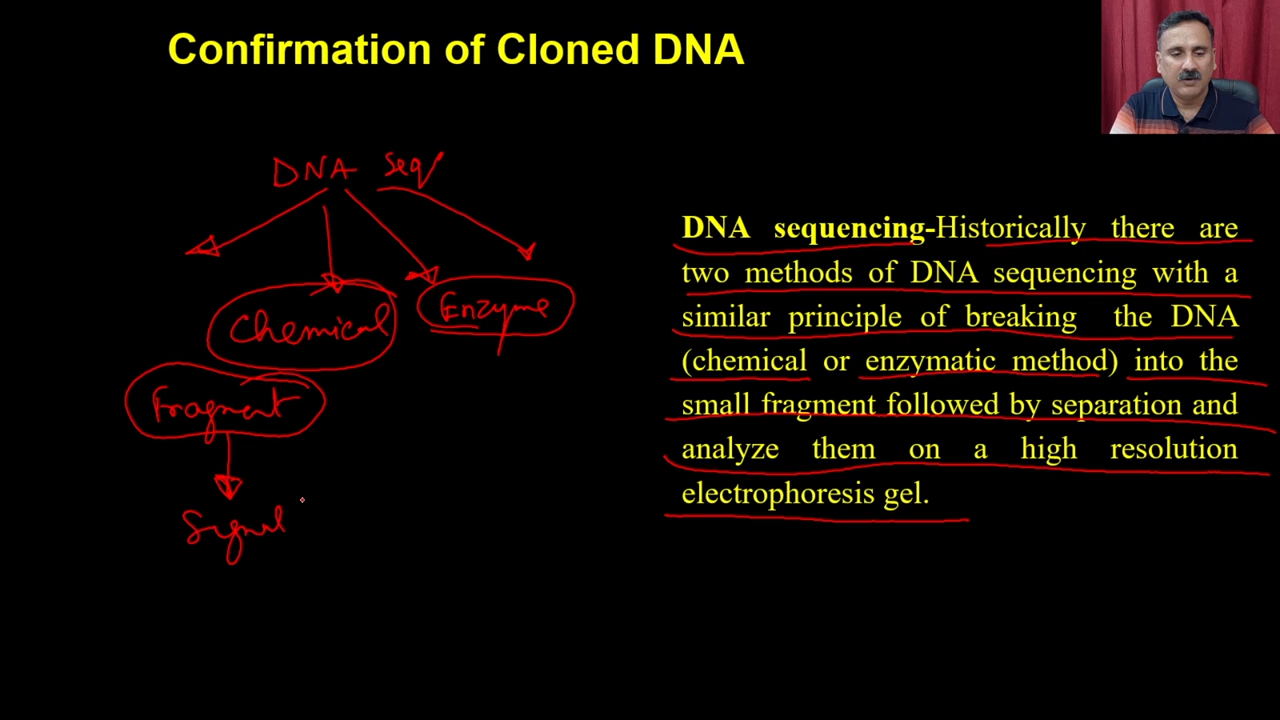 Confirmation of Cloned DNA
DNA Seq
Chemical
Enzyme
Fragment
Signal
DNA sequencing-Historically there are
two methods of DNA sequencing with a
similar principle of breaking the DNA
(chemical or enzymatic method) into the
small fragment followed by separation and
analyze them on a high resolution
electrophoresis gel.